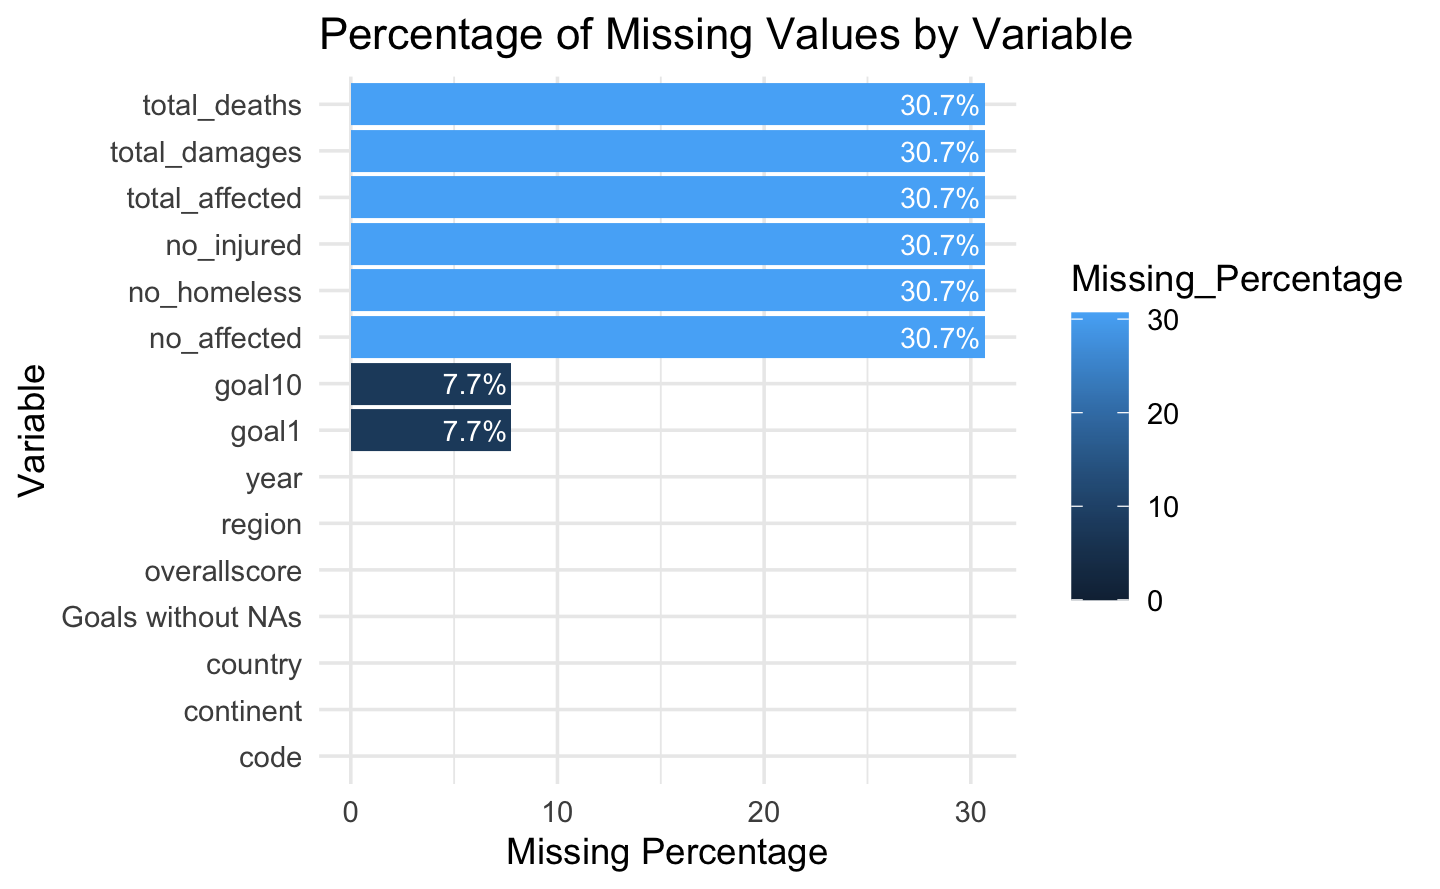 Percentage of Missing Values by Variable
total_deaths 30.7%
total_damages 30.7%
total_affected 30.7%
no_injured 30.7%
no_homeless 30.7%
no_affected 30.7%
goal10 7.7%
goal1 7.7%
year
region
overallscore
Goals without NAs
country
continent
code
Variable
0 10 20 30
Missing Percentage
Missing_Percentage
30
20
10
0